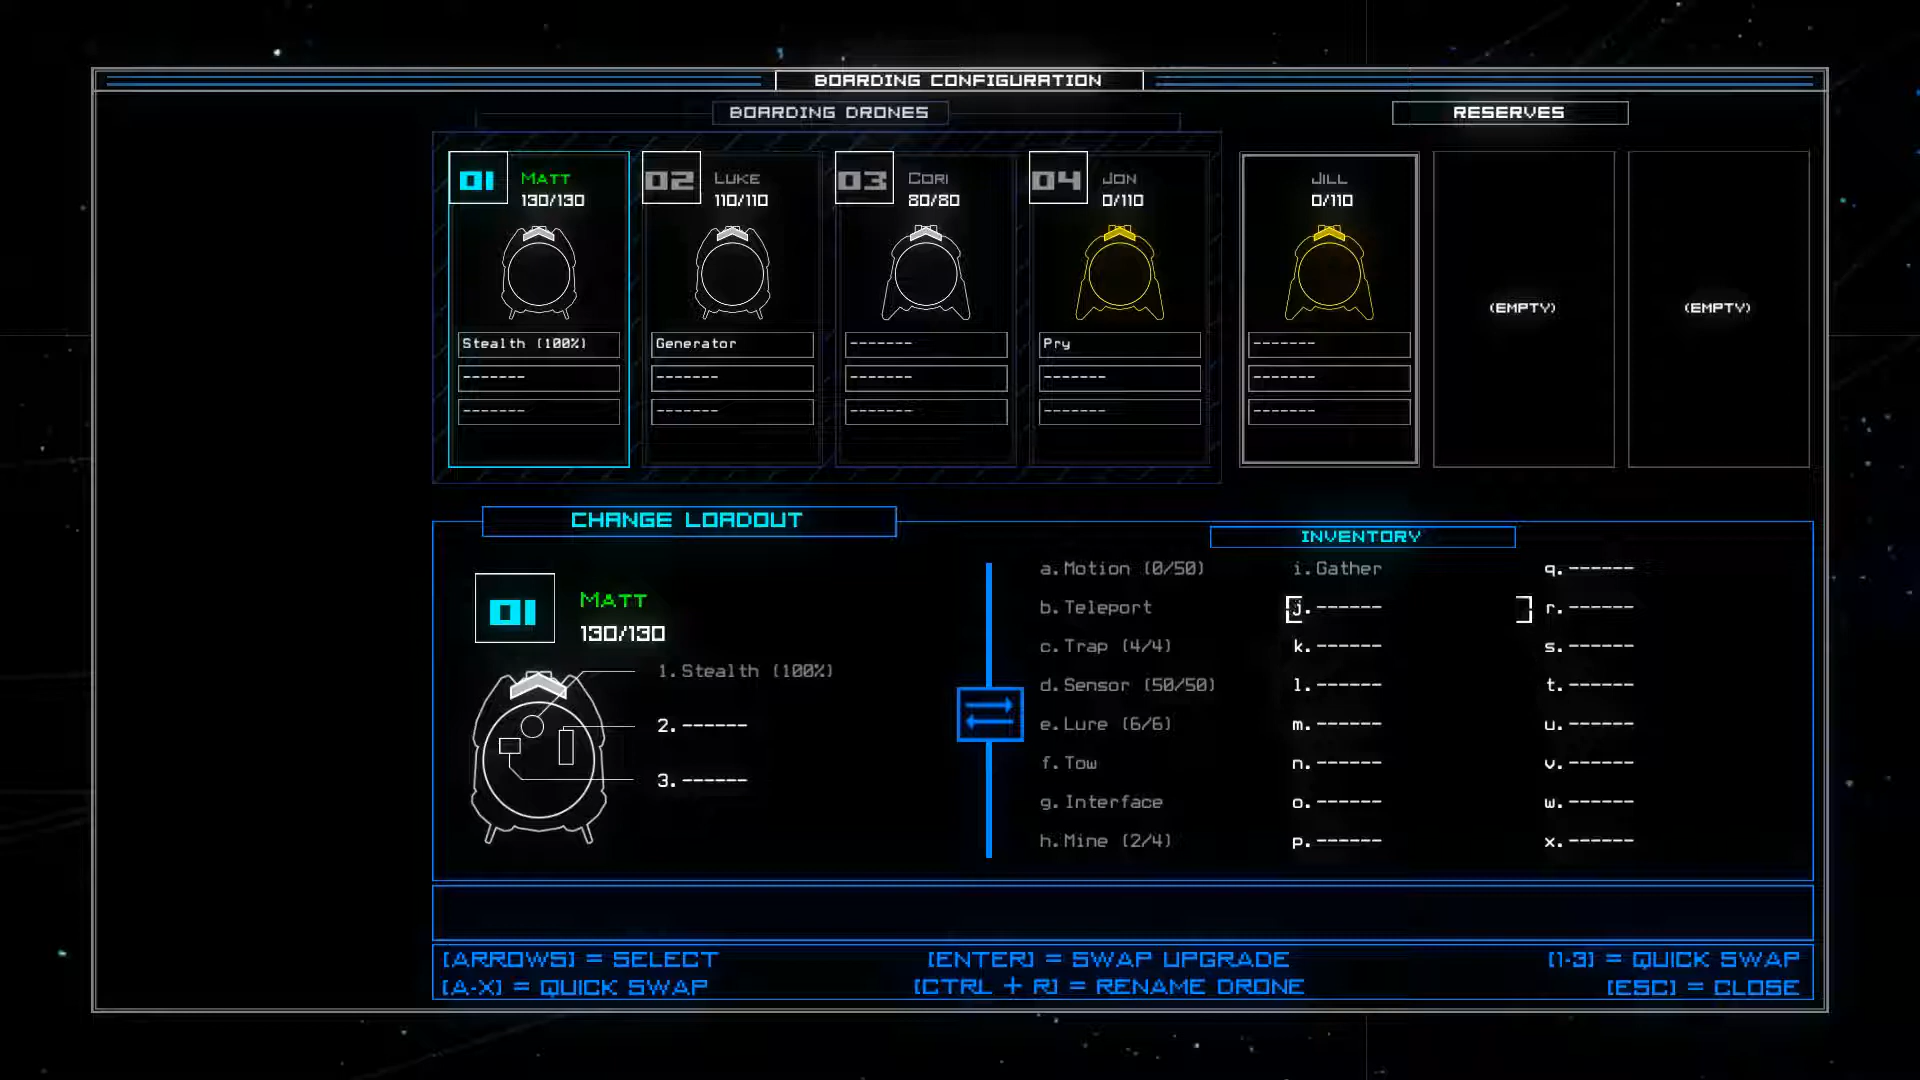 BOARDING CONFIGURATION
BOARDING DRONES
RESERVES
01 MATT 130/130
02 LUKE 110/110
03 CORI 80/80
04 JON 0/110
JILL 0/110
(EMPTY)
(EMPTY)
Stealth (100%)
-------
-------
Generator
-------
-------
-------
-------
-------
Pry
-------
-------
-------
-------
-------
CHANGE LOADOUT
01 MATT
130/130
1.Stealth (100%)
2.------
3.------
INVENTORY
a.Motion (0/50)
b.Teleport
c.Trap (4/4)
d.Sensor (50/50)
e.Lure (6/6)
f.Tow
g.Interface
h.Mine (2/4)
i.Gather
[j.------ ]
k.------
l.------
m.------
n.------
o.------
p.------
q.------
r.------
s.------
t.------
u.------
v.------
w.------
x.------
[ARROWS] = SELECT
[ENTER] = SWAP UPGRADE
[1-3] = QUICK SWAP
[A-X] = QUICK SWAP
[CTRL + R] = RENAME DRONE
[ESC] = CLOSE